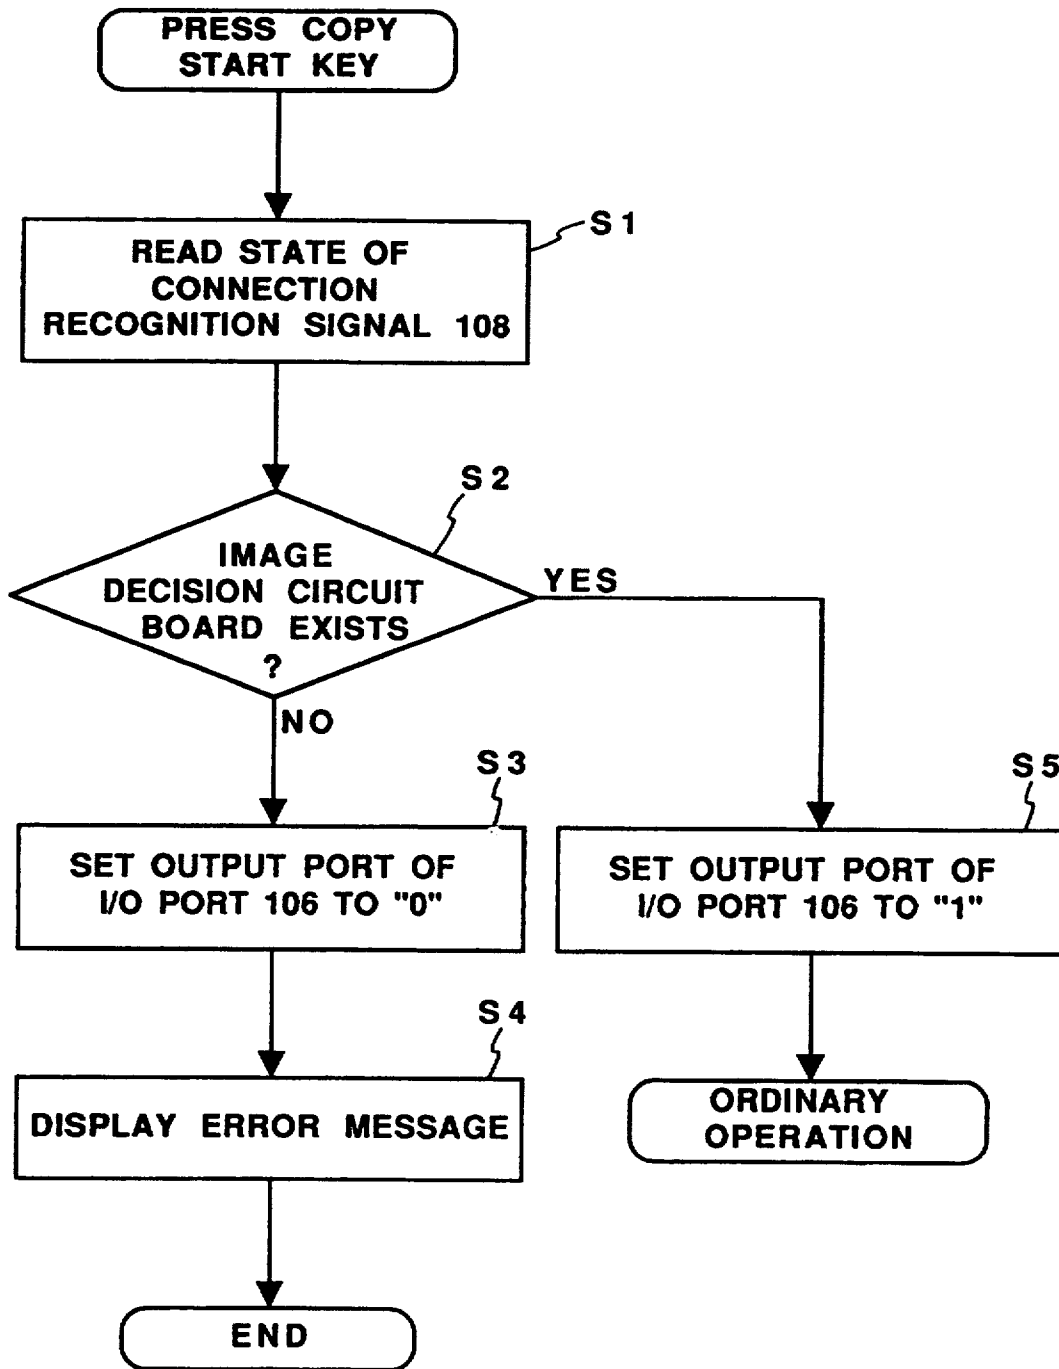 PRESS COPY
START KEY
S1
READ STATE OF
CONNECTION
RECOGNITION SIGNAL 108
S2
IMAGE
DECISION CIRCUIT
BOARD EXISTS
?
YES
NO
S3
SET OUTPUT PORT OF
I/O PORT 106 TO "0"
S5
SET OUTPUT PORT OF
I/O PORT 106 TO "1"
S4
DISPLAY ERROR MESSAGE
ORDINARY
OPERATION
END